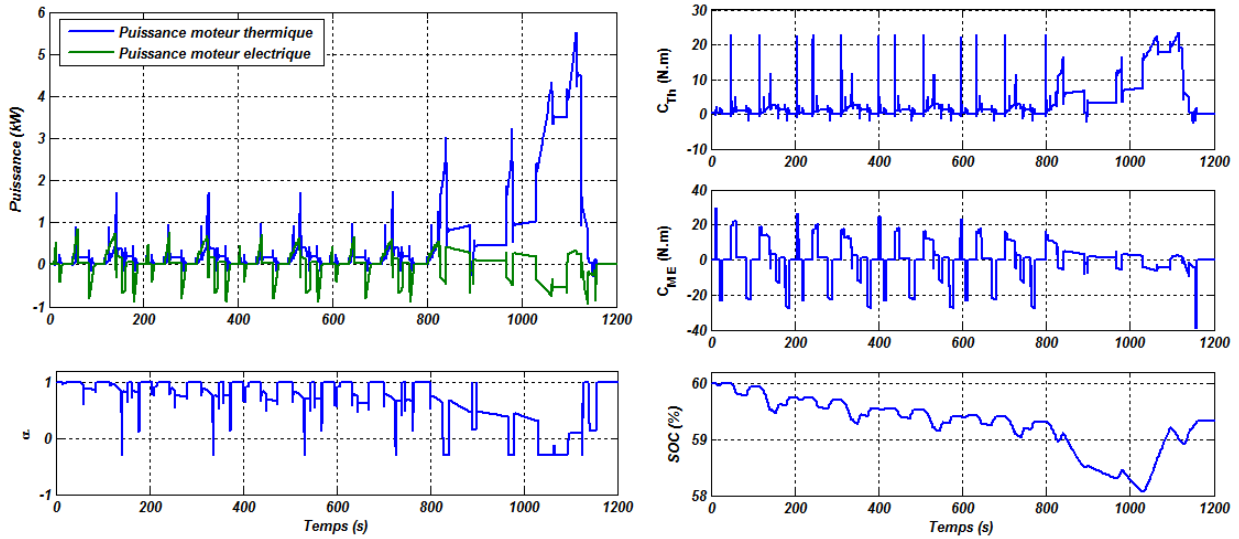 6
5
4
3
2
1
0
-1
Puissance (kW)
Puissance moteur thermique
Puissance moteur electrique
0 200 400 600 800 1000 1200
1
0
-1
α
0 200 400 600 800 1000 1200
Temps (s)
30
20
10
0
-10
C Th (N.m)
0 200 400 600 800 1000 1200
40
20
0
-20
-40
C ME (N.m)
0 200 400 600 800 1000 1200
60
59
58
SOC (%)
0 200 400 600 800 1000 1200
Temps (s)